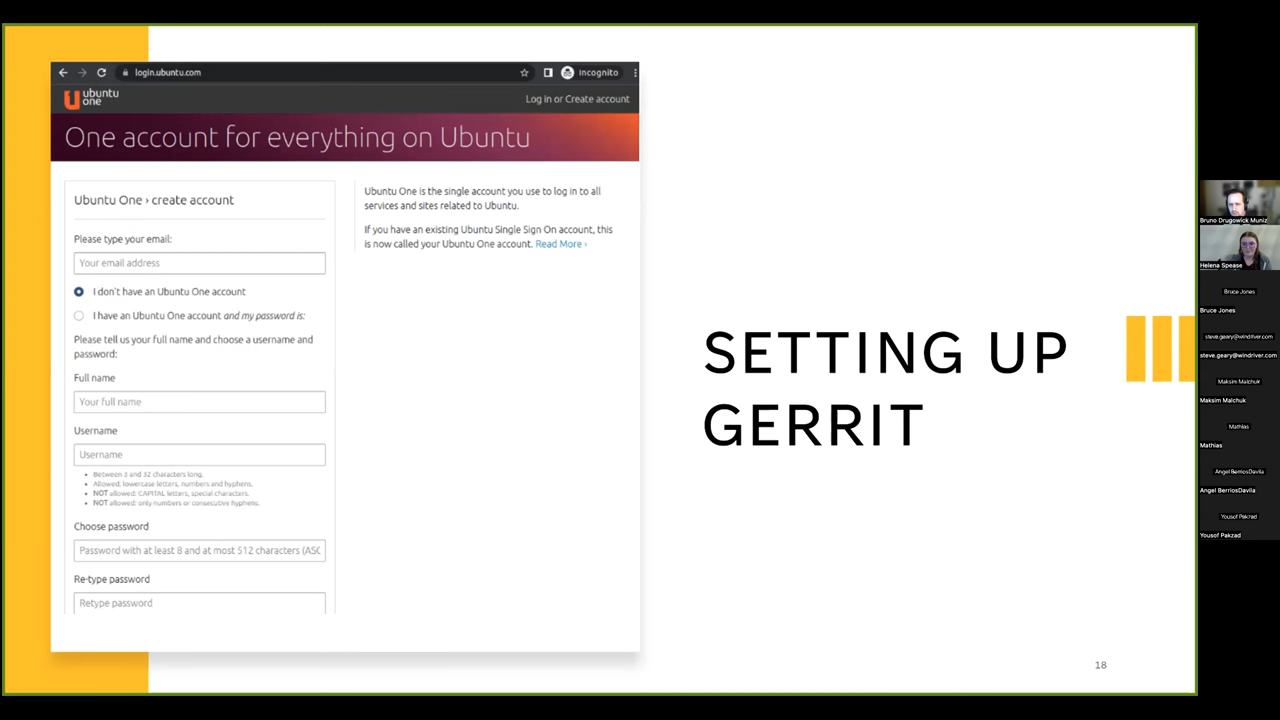 login.ubuntu.com
Incognito
ubuntu
one
Log in or Create account
One account for everything on Ubuntu
Ubuntu One › create account
Please type your email:
Your email address
I don't have an Ubuntu One account
I have an Ubuntu One account and my password is:
Please tell us your full name and choose a username and
password:
Full name
Your full name
Username
Username
Between 3 and 32 characters long.
Allowed: lowercase letters, numbers and hyphens.
NOT allowed: CAPITAL letters, special characters.
NOT allowed: only numbers or consecutive hyphens.
Choose password
Password with at least 8 and at most 512 characters (ASC
Re-type password
Retype password
Ubuntu One is the single account you use to log in to all
services and sites related to Ubuntu.
If you have an existing Ubuntu Single Sign On account, this
is now called your Ubuntu One account. Read More ›
SETTING UP
GERRIT
18
Bruno Drugowick Muniz
Helena Spease
Bruce Jones
Bruce Jones
steve.geary@windriver.com
steve.geary@windriver.com
Maksim Malchuk
Maksim Malchuk
Mathias
Mathias
Angel BerriosDavila
Angel BerriosDavila
Yousof Pakzad
Yousof Pakzad